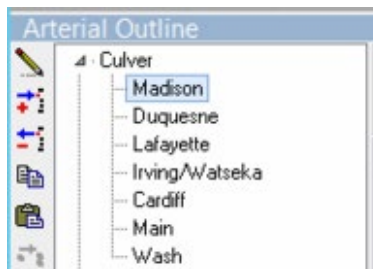 Arterial Outline
Culver
Madison
Duquesne
Lafayette
Irving/Watseka
Cardiff
Main
Wash